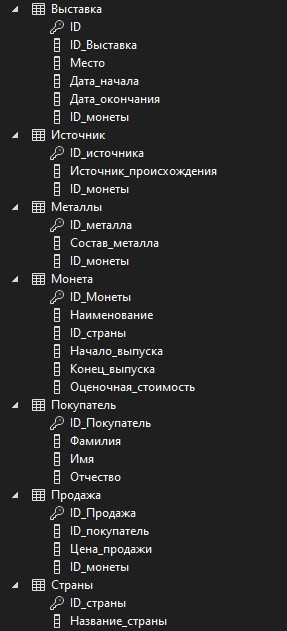 Выставка
ID
ID_Выставка
Место
Дата_начала
Дата_окончания
ID_монеты
Источник
ID_источника
Источник_происхождения
ID_монеты
Металлы
ID_металла
Состав_металла
ID_монеты
Монета
ID_Монеты
Наименование
ID_страны
Начало_выпуска
Конец_выпуска
Оценочная_стоимость
Покупатель
ID_Покупатель
Фамилия
Имя
Отчество
Продажа
ID_Продажа
ID_покупатель
Цена_продажи
ID_монеты
Страны
ID_страны
Название_страны